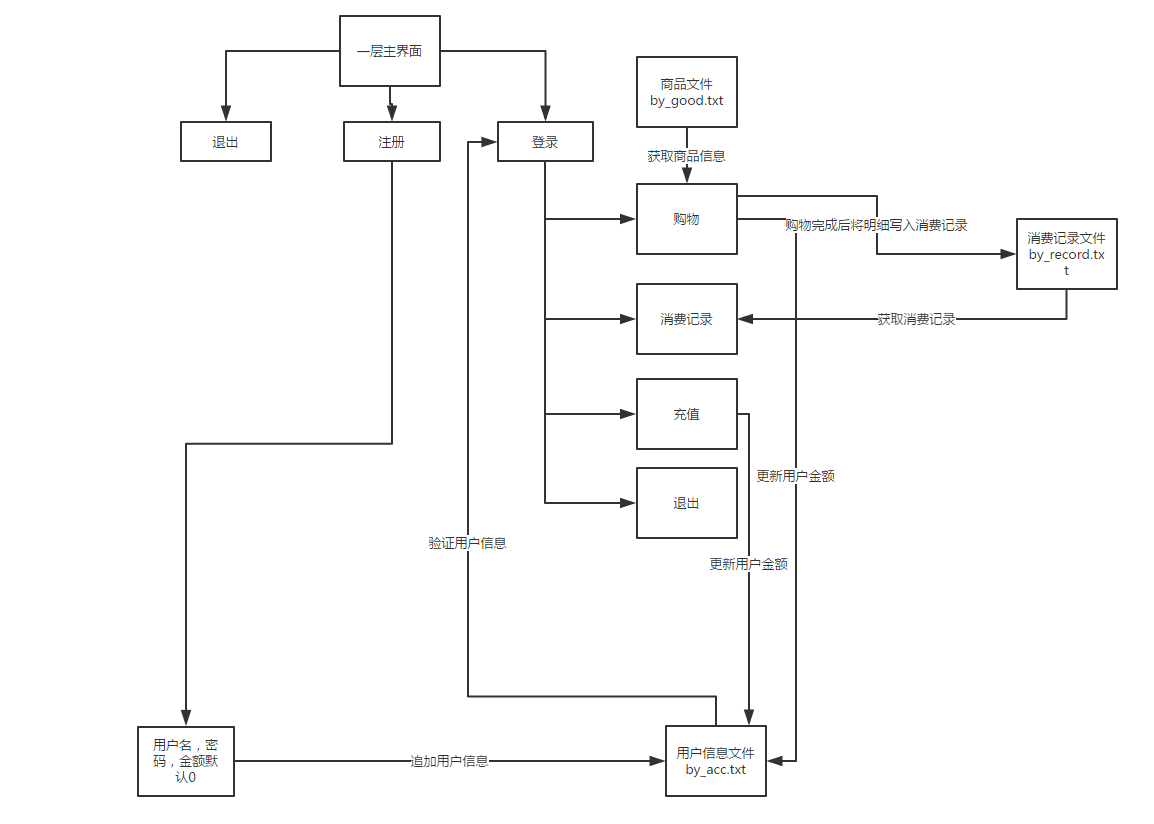 一层主界面
商品文件
by_good.txt
退出
注册
登录
获取商品信息
购物
购物完成后将明细写入消费记录
消费记录文件
by_record.tx
t
消费记录
获取消费记录
充值
更新用户金额
退出
验证用户信息
更新用户金额
用户名，密
码，金额默
认0
追加用户信息
用户信息文件
by_acc.txt